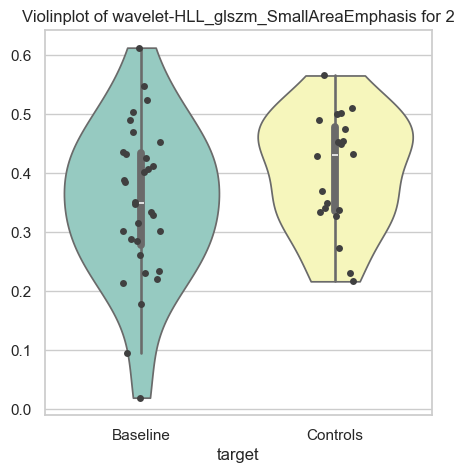 Violinplot of wavelet-HLL_glszm_SmallAreaEmphasis for 2
0.6
0.5
0.4
0.3
0.2
0.1
0.0
Baseline Controls
target